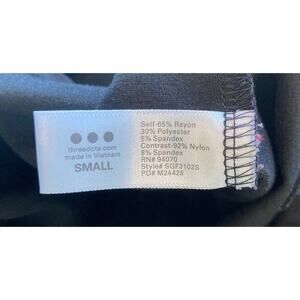 threedots.com
made in Vietnam
SMALL
Self-65% Rayon
30% Polyester
5% Spandex
Contrast-92% Nylon
8% Spandex
RN# 94070
Style# SGF3102S
PO# M24426